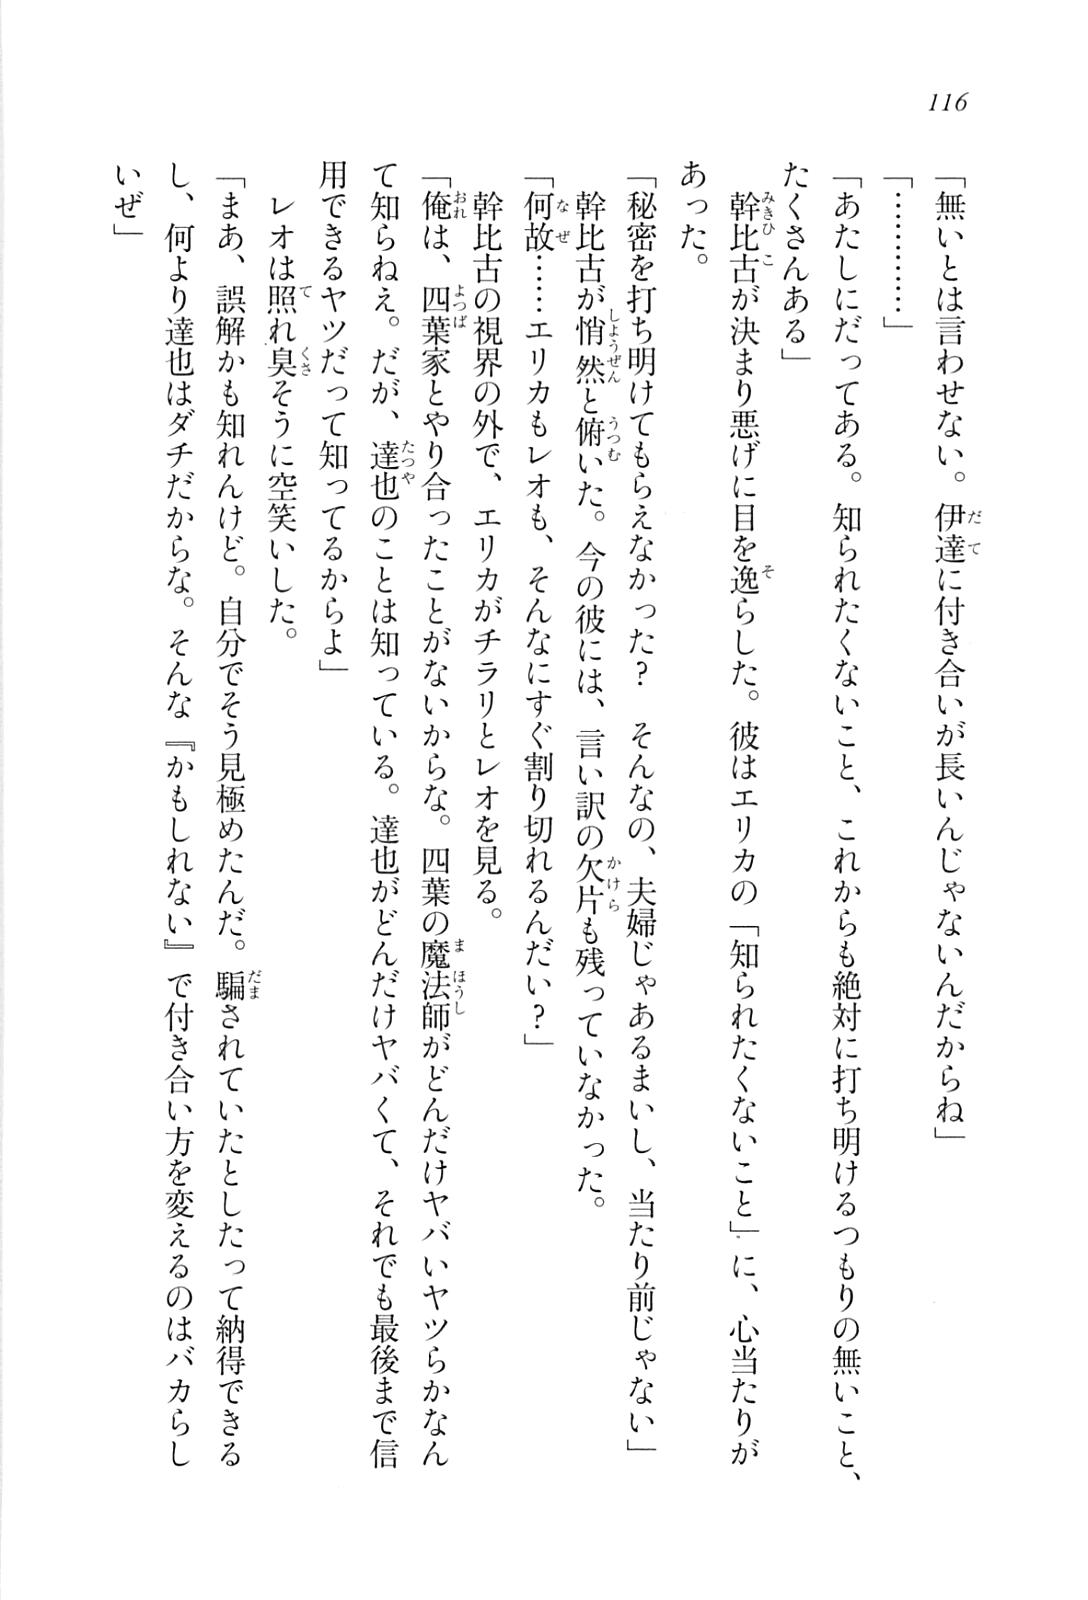 116
「無いとは言わせない。伊達に付き合いが長いんじゃないんだからね」
「…………」
「あたしにだってある。知られたくないこと、これからも絶対に打ち明けるつもりの無いこと、
たくさんある」
　幹比古が決まり悪げに目を逸らした。彼はエリカの「知られたくないこと」に、心当たりが
あった。
「秘密を打ち明けてもらえなかった？　そんなの、夫婦じゃあるまいし、当たり前じゃない」
　幹比古が悄然と俯いた。今の彼には、言い訳の欠片も残っていなかった。
「何故……エリカもレオも、そんなにすぐ割り切れるんだい？」
　幹比古の視界の外で、エリカがチラリとレオを見る。
「俺は、四葉家とやり合ったことがないからな。四葉の魔法師がどんだけヤバいヤツらかなん
て知らねえ。だが、達也のことは知っている。達也がどんだけヤバくて、それでも最後まで信
用できるヤツだって知ってるからよ」
　レオは照れ臭そうに空笑いした。
「まあ、誤解かも知れんけど。自分でそう見極めたんだ。騙されていたとしたって納得できる
し、何より達也はダチだからな。そんな『かもしれない』で付き合い方を変えるのはバカらし
いぜ」